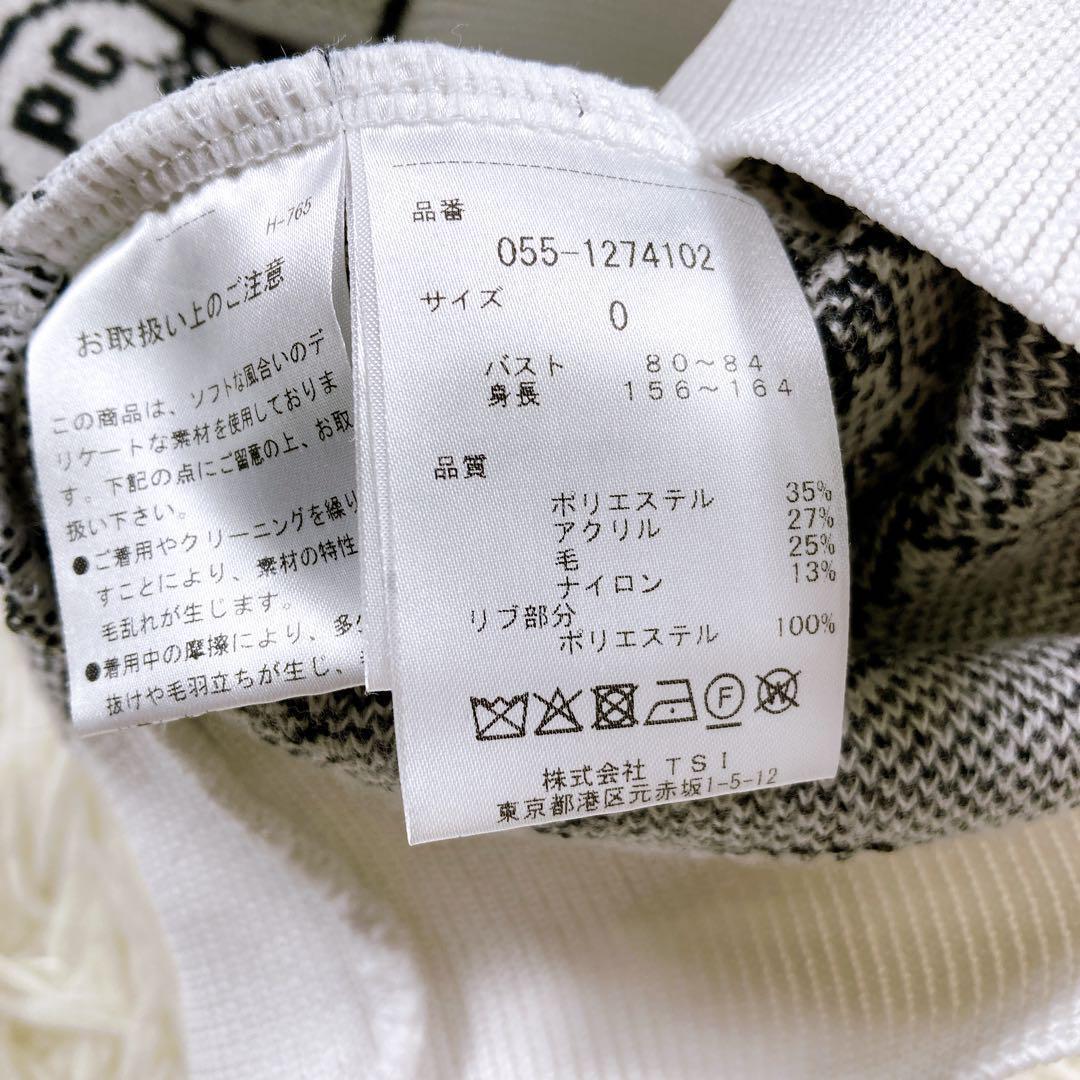 PG
H-765
お取扱い上のご注意
この商品は、ソフトな風合いのデ
リケートな素材を使用しておりま
す。下記の点にご留意の上、お取
扱い下さい。
●ご着用やクリーニングを繰り
すことにより、素材の特性
毛乱れが生じます。
●着用中の摩擦により、多
抜けや毛羽立ちが生じ、
品番
055-1274102
サイズ
0
バスト 80～84
身長 156～164
品質
ポリエステル 35%
アクリル 27%
毛 25%
ナイロン 13%
リブ部分
ポリエステル 100%
F W
株式会社 TSI
東京都港区元赤坂1-5-12